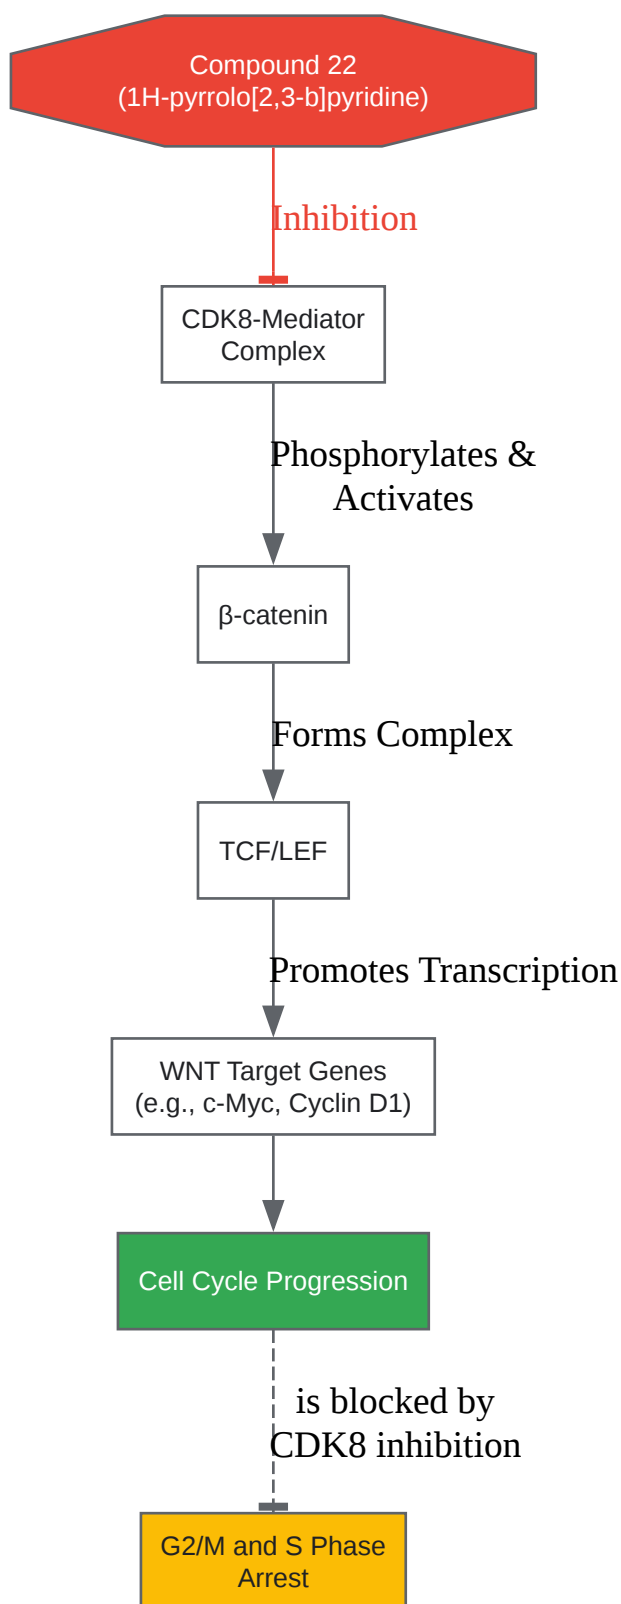 Compound 22
(1H-pyrrolo[2,3-b]pyridine)
Inhibition
CDK8-Mediator
Complex
Phosphorylates &
Activates
β-catenin
Forms Complex
TCF/LEF
Promotes Transcription
WNT Target Genes
(e.g., c-Myc, Cyclin D1)
Cell Cycle Progression
is blocked by
CDK8 inhibition
G2/M and S Phase
Arrest